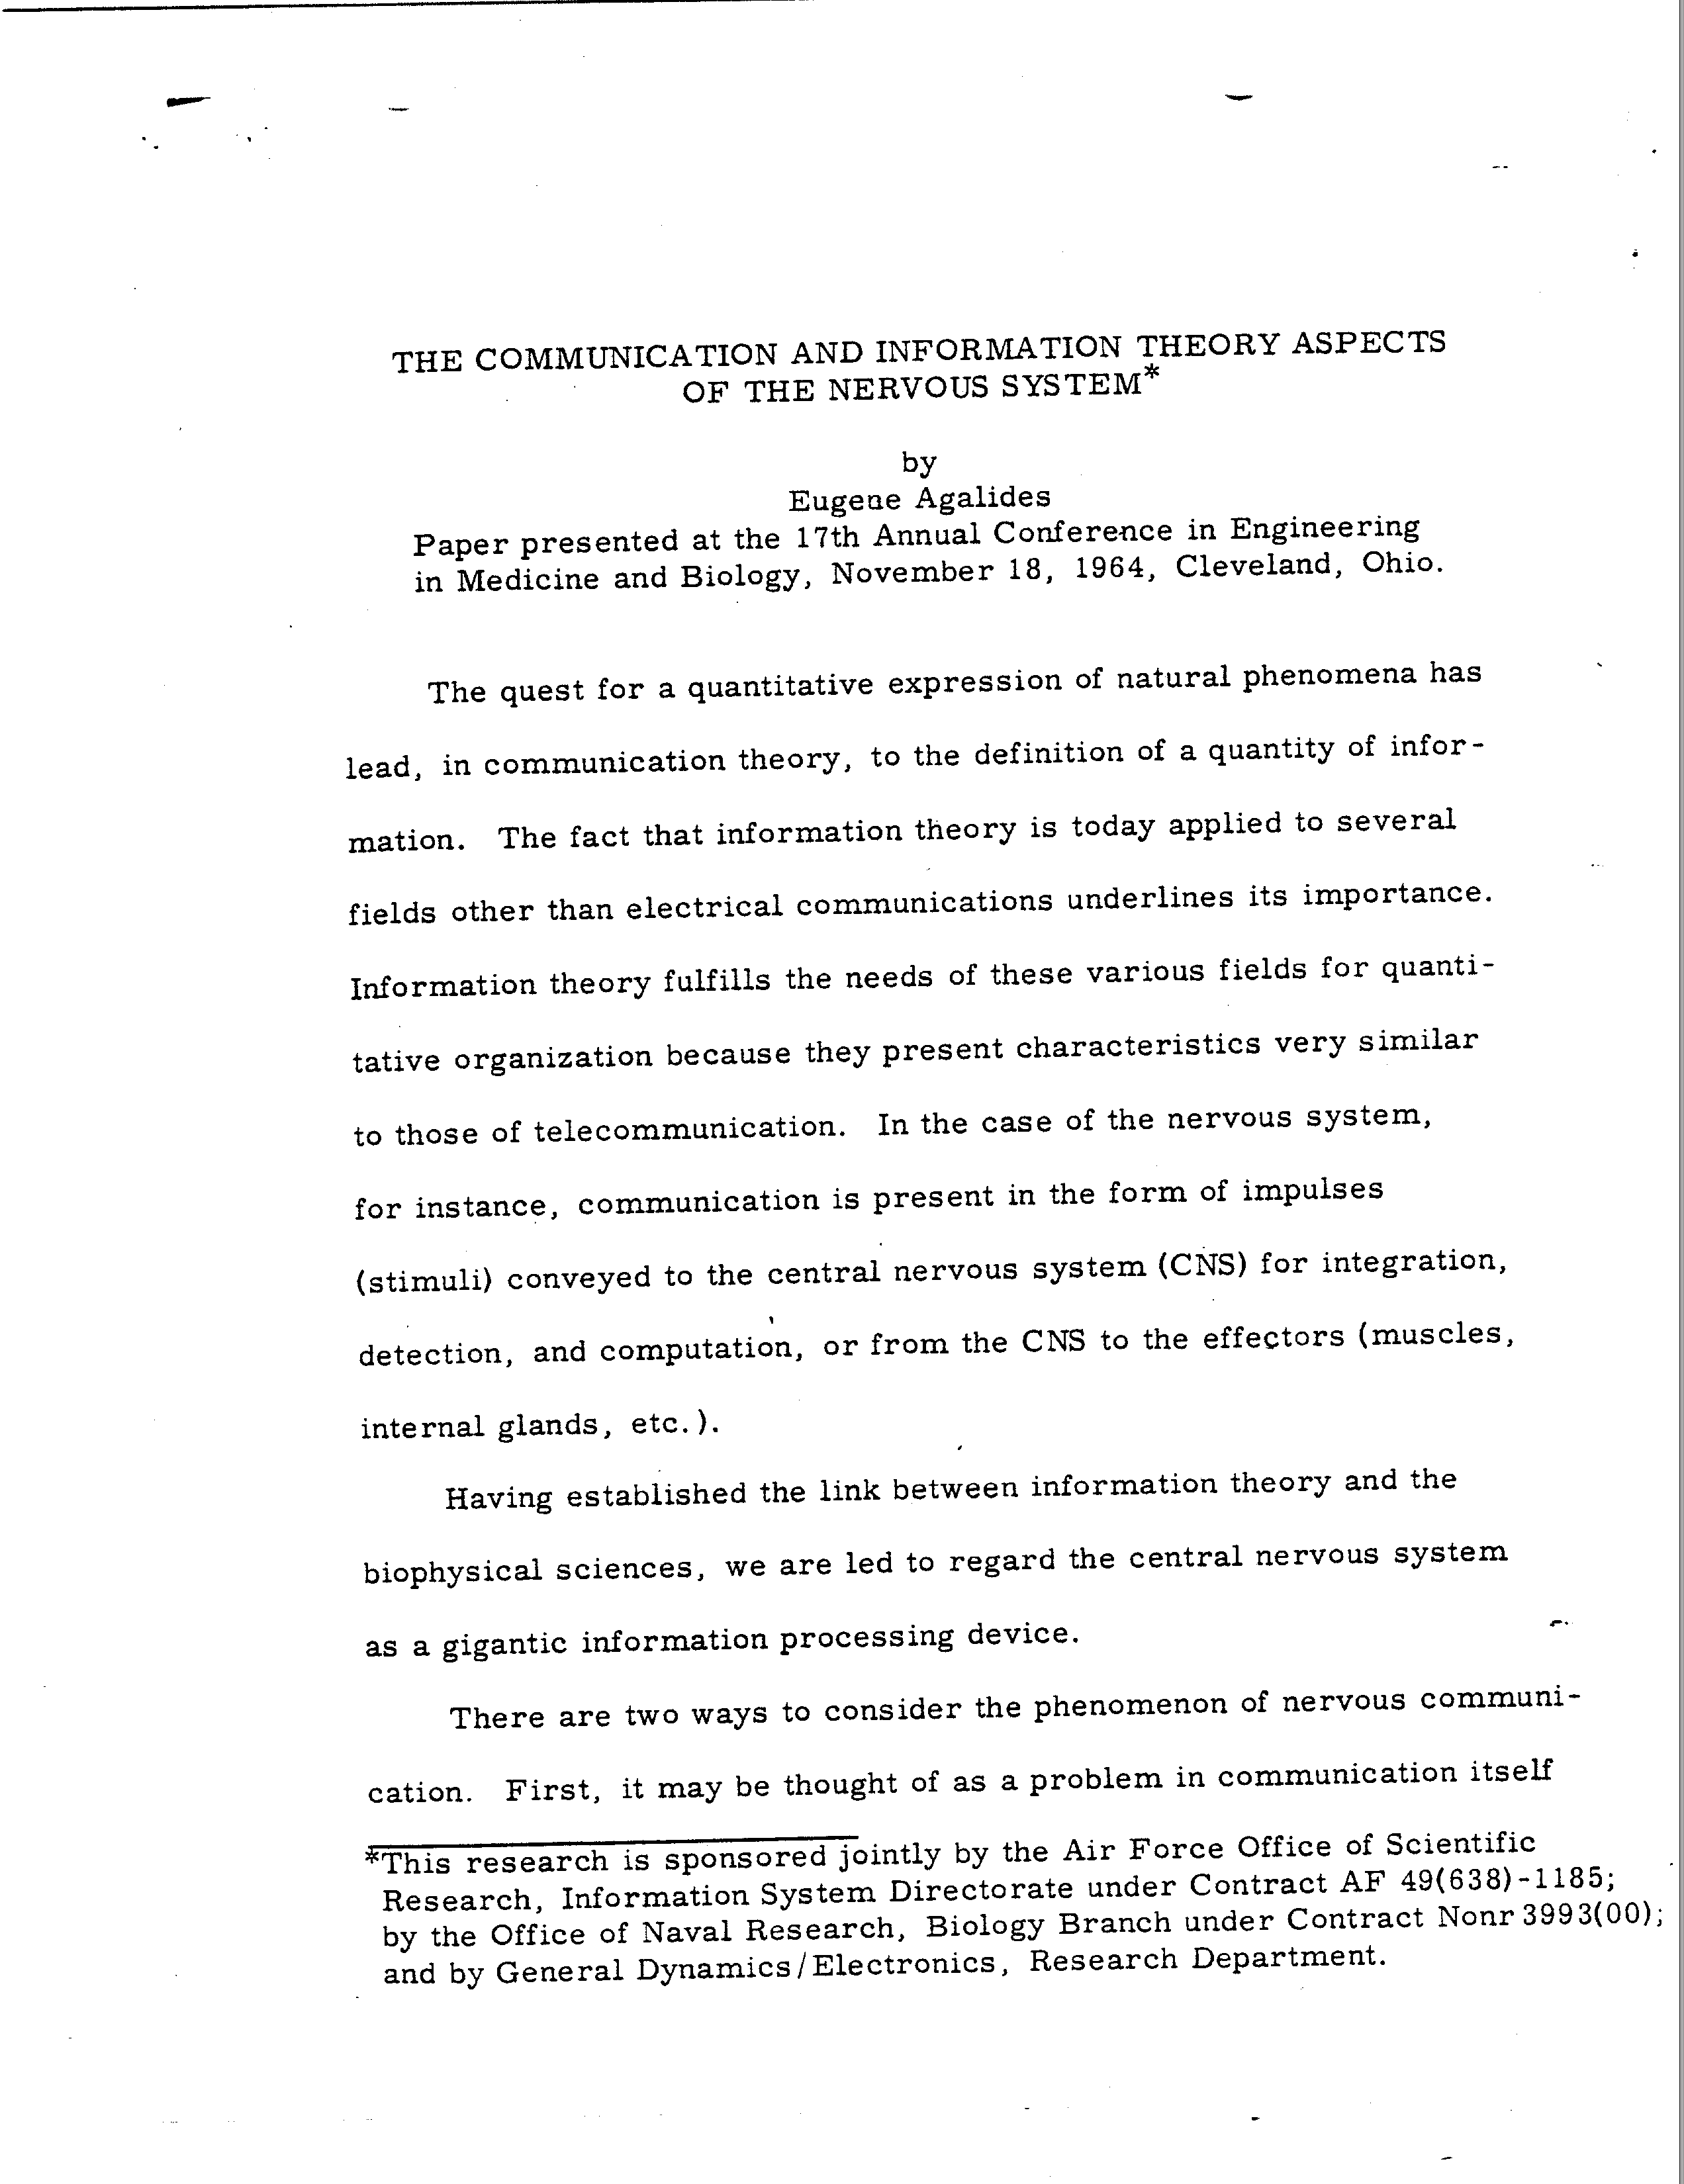 THE COMMUNICATION AND INFORMATION THEORY ASPECTS
OF THE NERVOUS SYSTEM*
by
Eugene Agalides
Paper presented at the 17th Annual Conference in Engineering
in Medicine and Biology, November 18, 1964, Cleveland, Ohio.
The quest for a quantitative expression of natural phenomena has
lead, in communication theory, to the definition of a quantity of infor-
mation. The fact that information theory is today applied to several
fields other than electrical communications underlines its importance.
Information theory fulfills the needs of these various fields for quanti-
tative organization because they present characteristics very similar
to those of telecommunication. In the case of the nervous system,
for instance, communication is present in the form of impulses
(stimuli) conveyed to the central nervous system (CNS) for integration,
detection, and computation, or from the CNS to the effectors (muscles,
internal glands, etc.).
Having established the link between information theory and the
biophysical sciences, we are led to regard the central nervous system
as a gigantic information processing device.
There are two ways to consider the phenomenon of nervous communi-
cation. First, it may be thought of as a problem in communication itself
*This research is sponsored jointly by the Air Force Office of Scientific
Research, Information System Directorate under Contract AF 49(638)-1185;
by the Office of Naval Research, Biology Branch under Contract Nonr 3993(00);
and by General Dynamics/Electronics, Research Department.